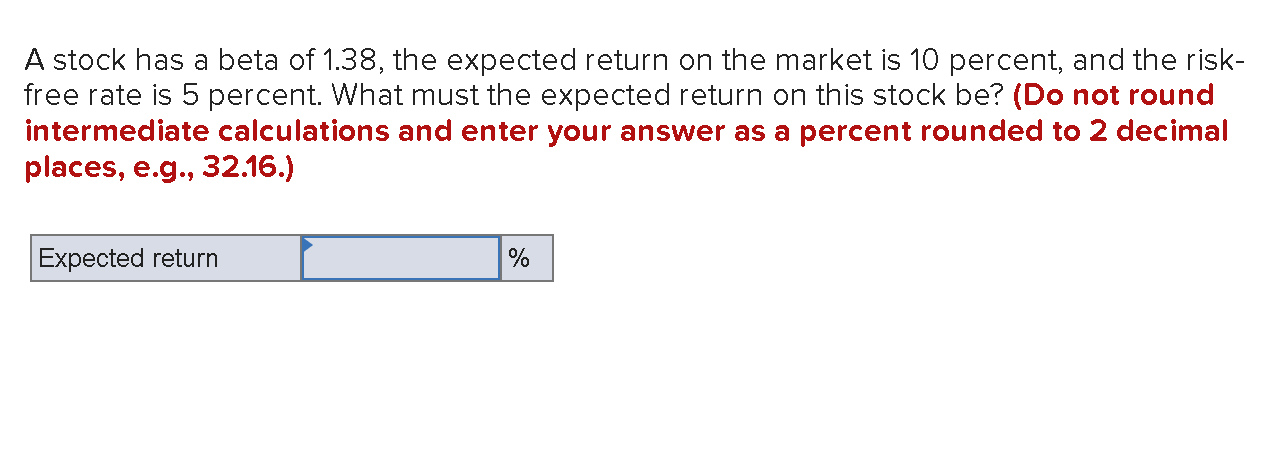 A stock has a beta of 1.38, the expected return on the market is 10 percent, and the risk-
free rate is 5 percent. What must the expected return on this stock be? (Do not round
intermediate calculations and enter your answer as a percent rounded to 2 decimal
places, e.g., 32.16.)
Expected return %